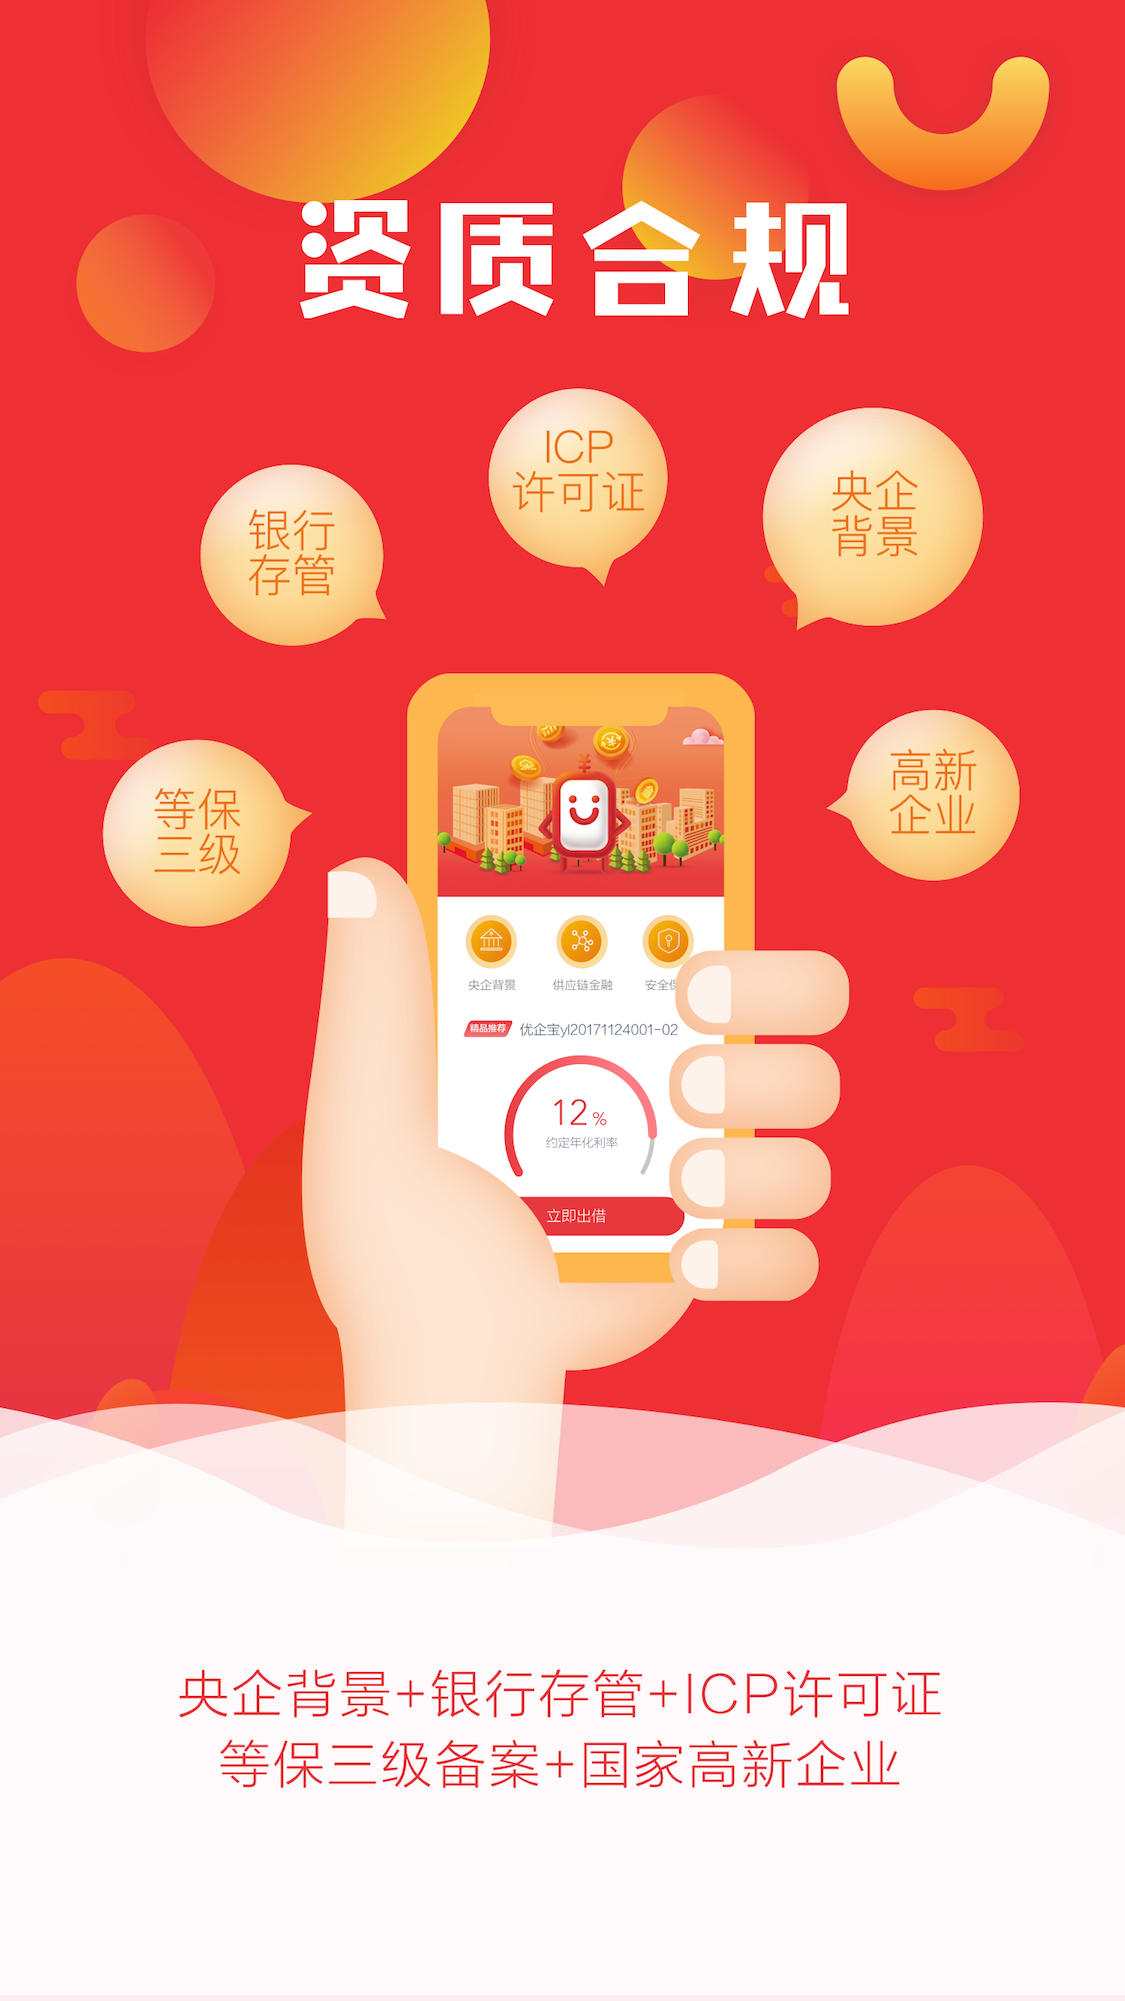 资质合规
ICP
许可证
央企
背景
银行
存管
高新
企业
等保
三级
央企背景
供应链金融
安全保
精品推荐 优企宝yl20171124001-02
12%
约定年化利率
立即出借
央企背景+银行存管+ICP许可证
等保三级备案+国家高新企业